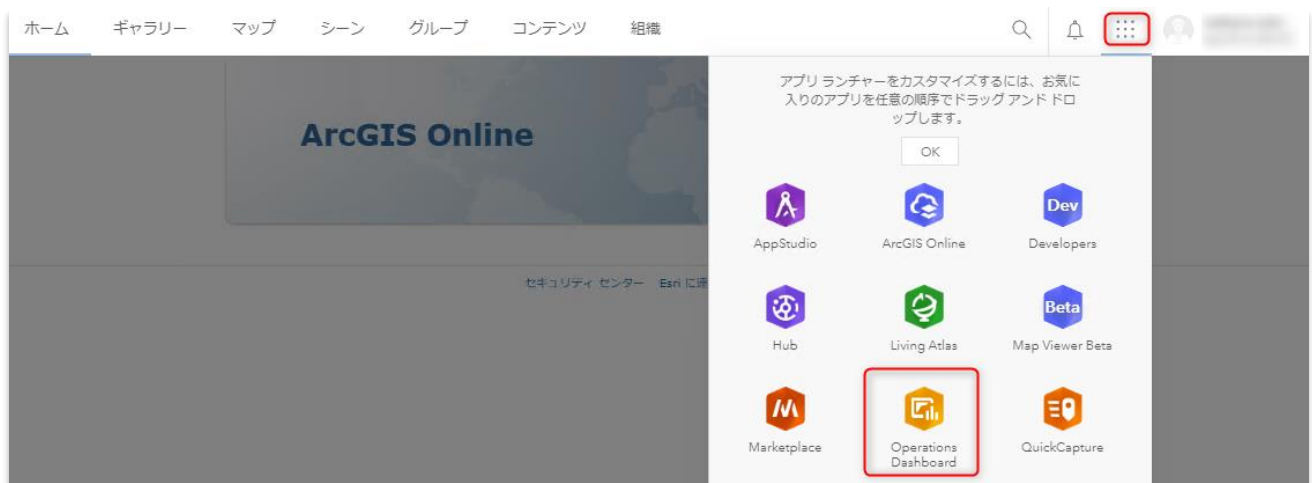 ホーム ギャラリー マップ シーン グループ コンテンツ 組織
アプリ ランチャーをカスタマイズするには、お気に
入りのアプリを任意の順序でドラッグ アンド ドロ
ップします。
OK
ArcGIS Online
AppStudio ArcGIS Online Dev Developers
セキュリティ センター Esri に連
Hub Living Atlas Beta Map Viewer Beta
Marketplace Operations Dashboard QuickCapture